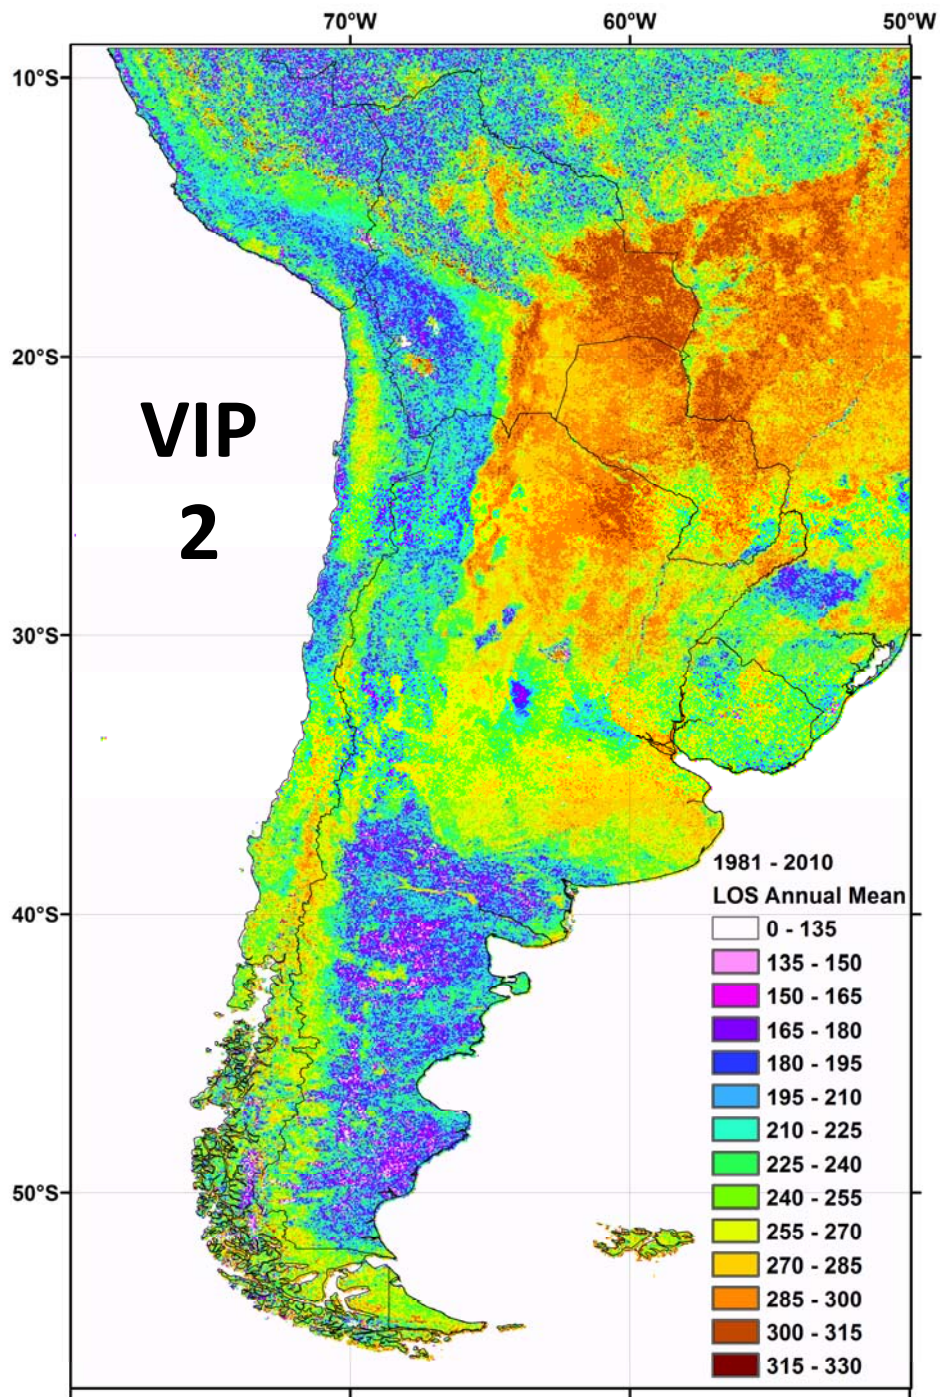 70°W
60°W
50°W
10°S
20°S
VIP
2
30°S
1981 - 2010
LOS Annual Mean
40°S
0 - 135
135 - 150
150 - 165
165 - 180
180 - 195
195 - 210
210 - 225
225 - 240
50°S
240 - 255
255 - 270
270 - 285
285 - 300
300 - 315
315 - 330